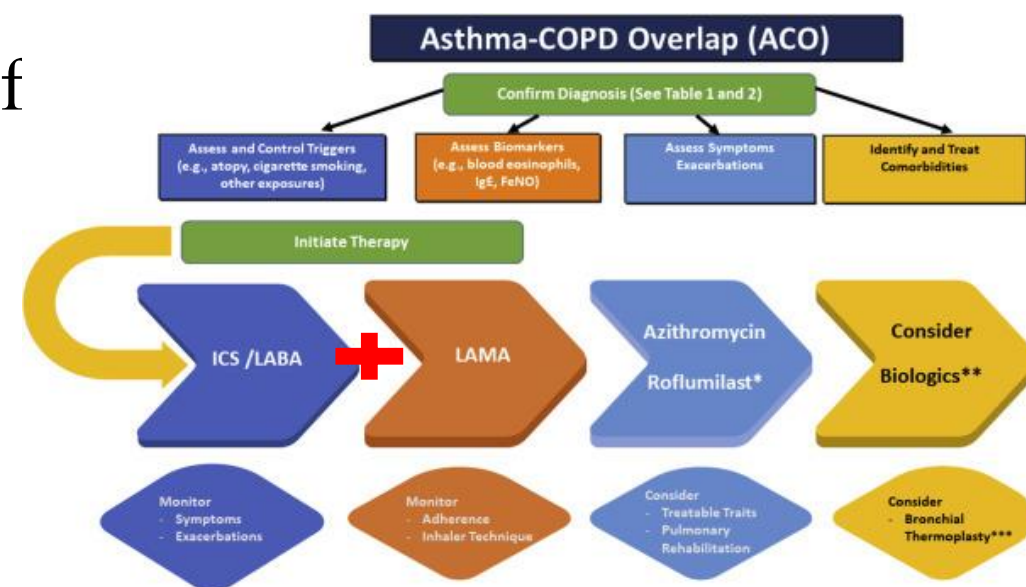 Asthma-COPD Overlap (ACO)
f
Confirm Diagnosis (See Table 1 and 2)
Assess and Control Triggers
(e.g., atopy, cigarette smoking,
other exposures)
Assess Biomarkers
(e.g., blood eosinophils,
IgE, FeNO)
Assess Symptoms
Exacerbations
Identify and Treat
Comorbidities
Initiate Therapy
ICS /LABA
LAMA
Azithromycin
Roflumilast*
Consider
Biologics**
Monitor
- Symptoms
- Exacerbations
Monitor
- Adherence
- Inhaler Technique
Consider
- Treatable Traits
- Pulmonary
Rehabilitation
Consider
- Bronchial
Thermoplasty***